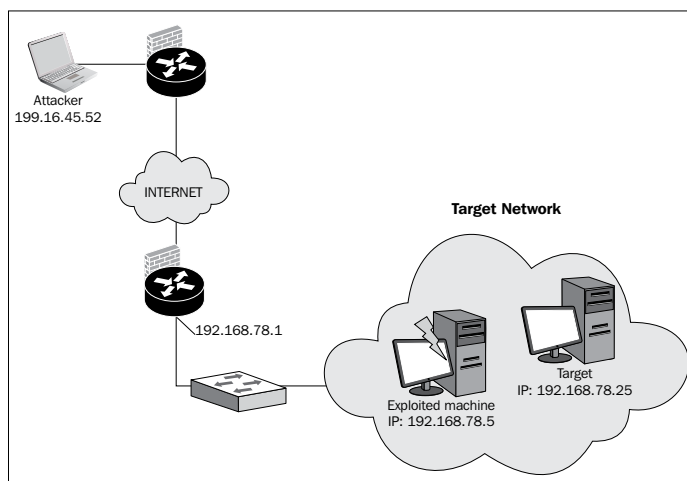 Attacker
199.16.45.52
INTERNET
Target Network
192.168.78.1
Target
IP: 192.168.78.25
Exploited machine
IP: 192.168.78.5